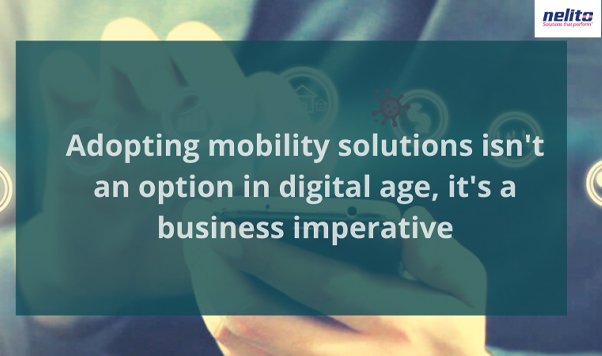 nelito
Solutions that perform
Adopting mobility solutions isn't
an option in digital age, it's a
business imperative